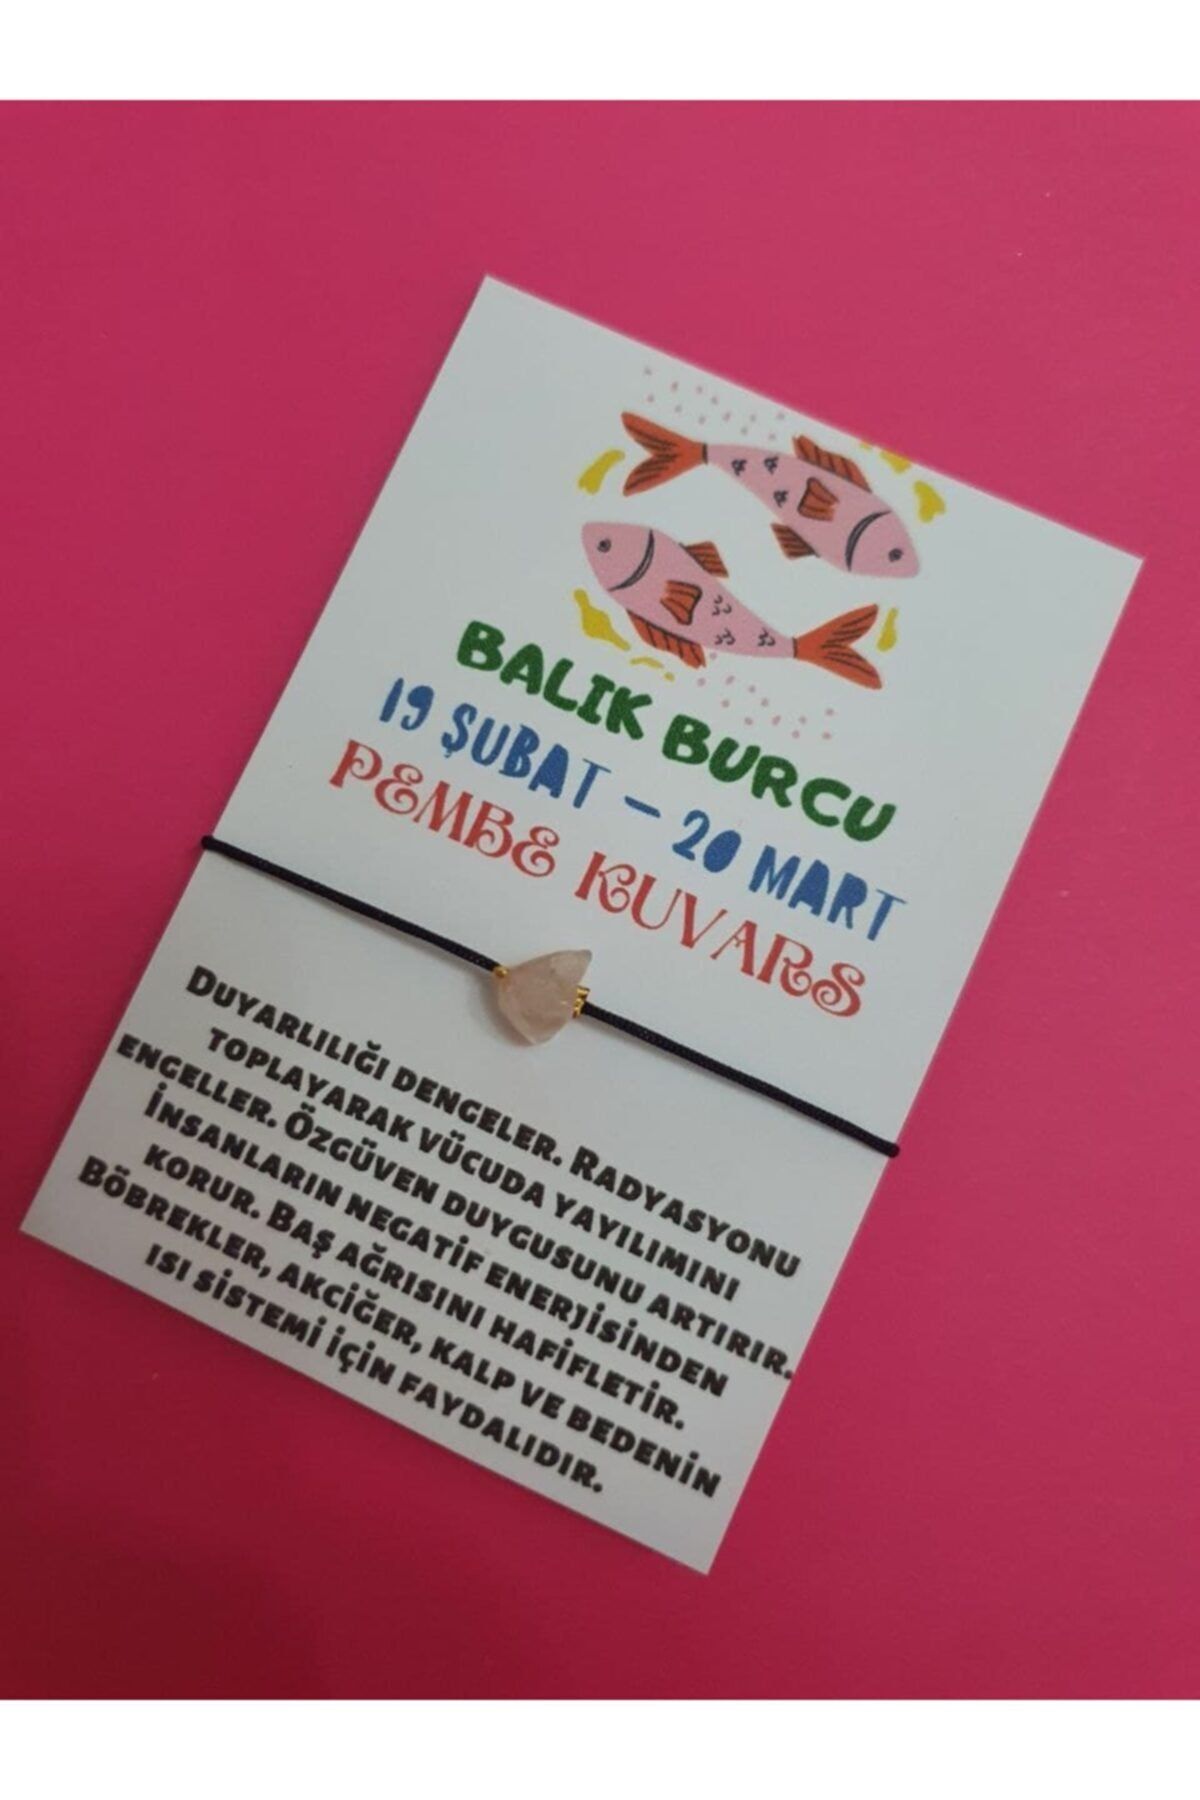 BALIK BURCU
19 ŞUBAT - 20 MART
PEMBE KUVARS
DUYARLILIĞI DENGELER. RADYASYONU
TOPLAYARAK VÜCUDA YAYILIMINI
ENGELLER. ÖZGÜVEN DUYGUSUNU ARTIRIR.
İNSANLARIN NEGATİF ENERJİSİNDEN
KORUR. BAŞ AĞRISINI HAFİFLETİR.
BÖBREKLER, AKCİĞER, KALP VE BEDENİN
ISI SİSTEMİ İÇİN FAYDALIDIR.